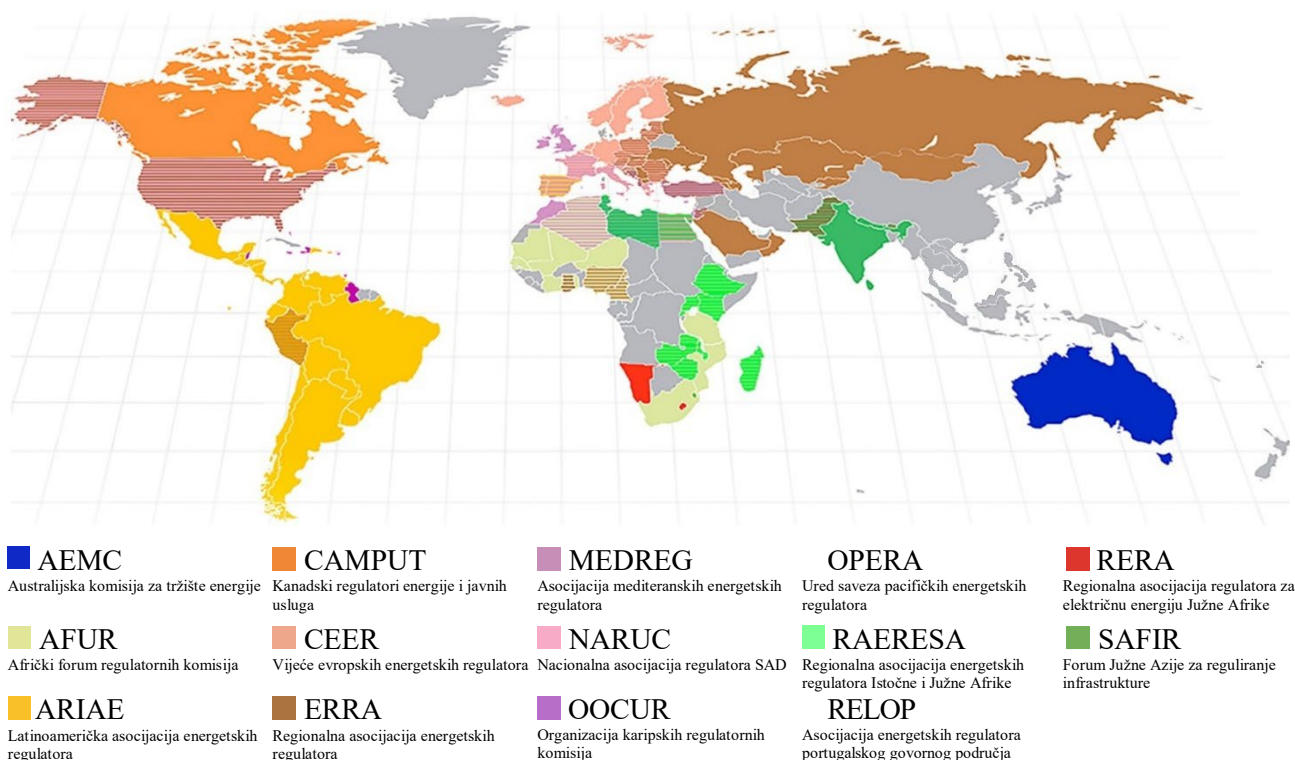 AEMC
Australijska komisija za tržište energije
CAMPUT
Kanadski regulatori energije i javnih
usluga
MEDREG
Asocijacija mediteranskih energetskih
regulatora
OPERA
Ured saveza pacifičkih energetskih
regulatora
RERA
Regionalna asocijacija regulatora za
električnu energiju Južne Afrike
AFUR
Afrički forum regulatornih komisija
CEER
Vijeće evropskih energetskih regulatora
NARUC
Nacionalna asocijacija regulatora SAD
RAERESA
Regionalna asocijacija energetskih
regulatora Istočne i Južne Afrike
SAFIR
Forum Južne Azije za reguliranje
infrastrukture
ARIAE
Latinoamerička asocijacija energetskih
regulatora
ERRA
Regionalna asocijacija energetskih
regulatora
OOCUR
Organizacija karipskih regulatornih
komisija
RELOP
Asocijacija energetskih regulatora
portugalskog govornog područja